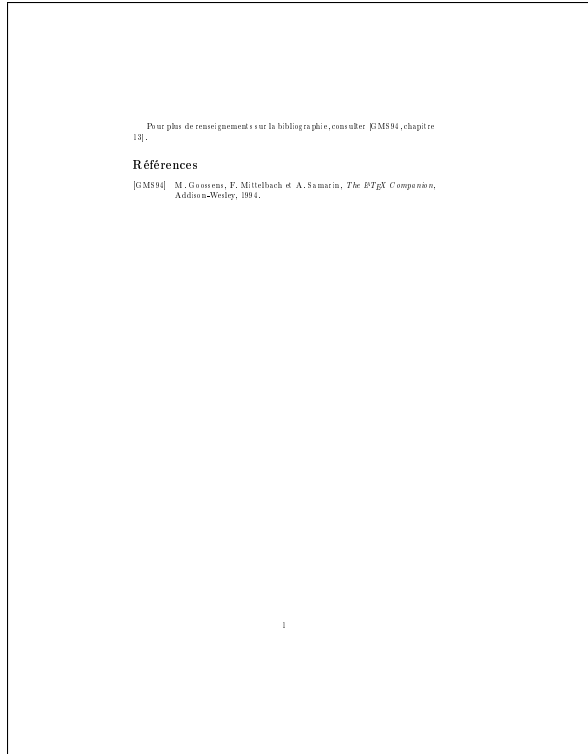 Pour plus de renseignements sur la bibliographie, consulter [GMS94, chapitre
13].
Références
[GMS94] M. Goossens, F. Mittelbach et A. Samarin, The LaTeX Companion,
Addison-Wesley, 1994.
1